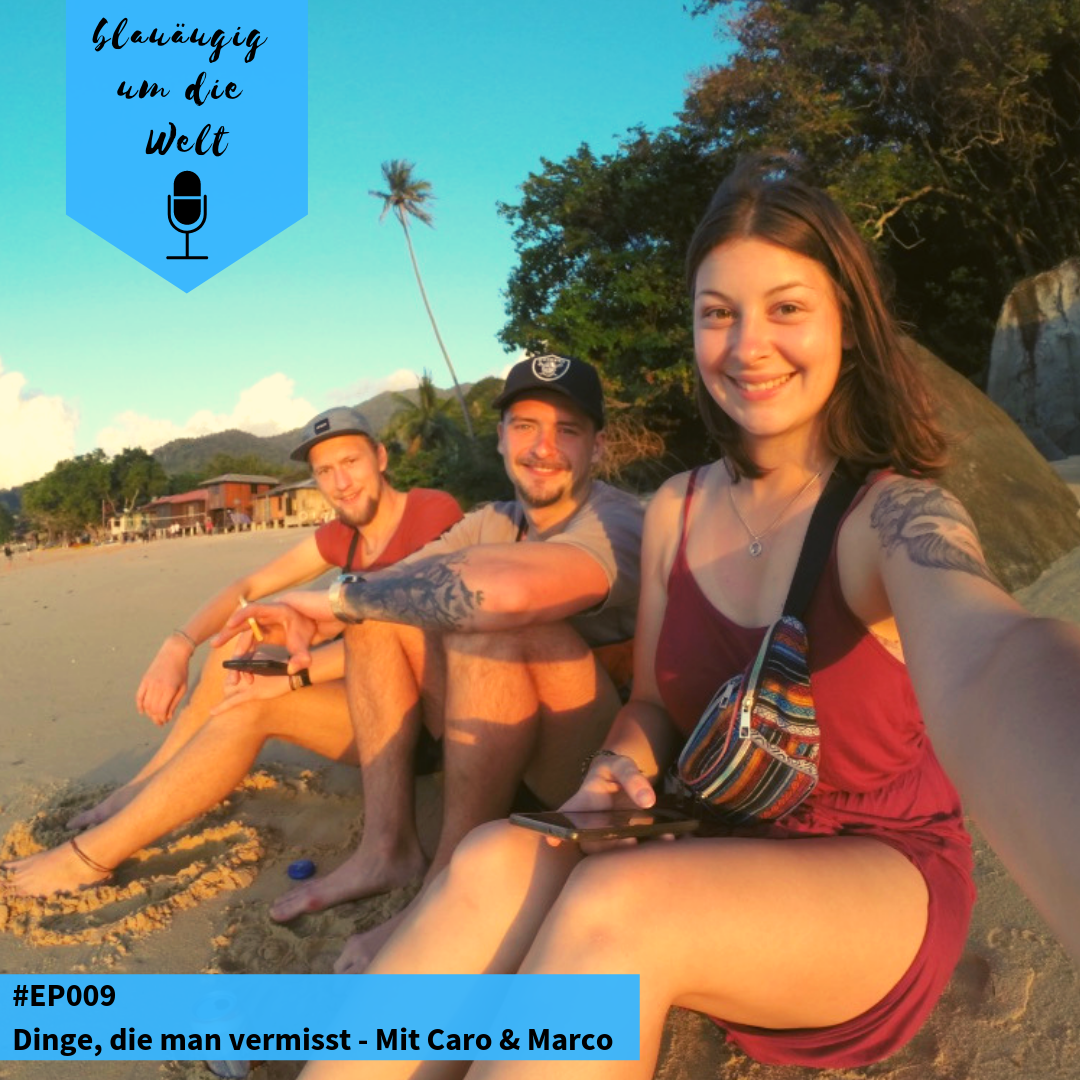 blauäugig
um die
Welt
#EP009
Dinge, die man vermisst - Mit Caro & Marco